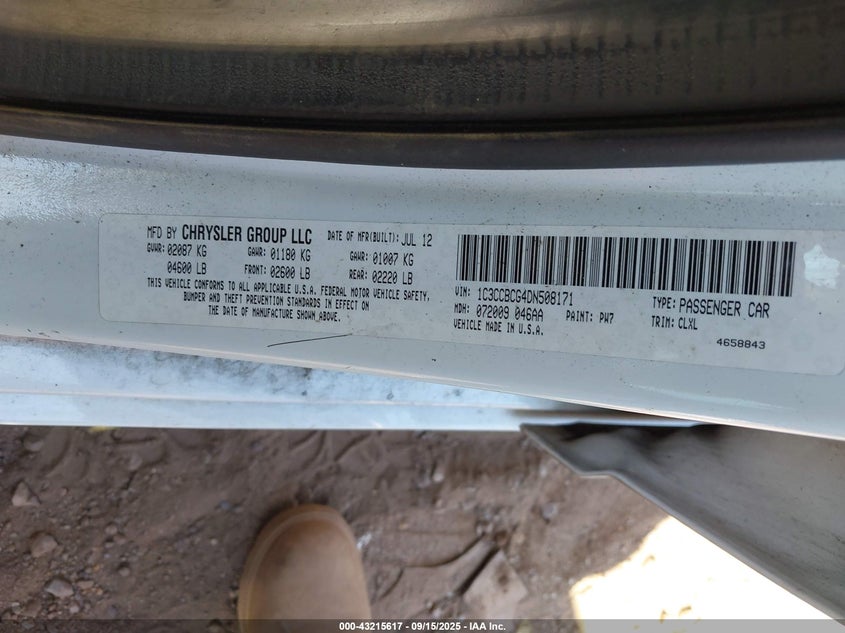 MFD BY CHRYSLER GROUP LLC DATE OF MFR(BUILT): JUL 12
GVWR: 02087 KG GAWR: 01180 KG GAWR: 01007 KG
04600 LB FRONT: 02600 LB REAR: 02220 LB
THIS VEHICLE CONFORMS TO ALL APPLICABLE U.S.A. FEDERAL MOTOR VEHICLE SAFETY,
BUMPER AND THEFT PREVENTION STANDARDS IN EFFECT ON
THE DATE OF MANUFACTURE SHOWN ABOVE.
VIN: 1C3CCBCG4DN508171 TYPE: PASSENGER CAR
MDH: 072009 046AA PAINT: PW7 TRIM: CLXL
VEHICLE MADE IN U.S.A.
4658843
000-43215617 - 09/15/2025 - IAA Inc.